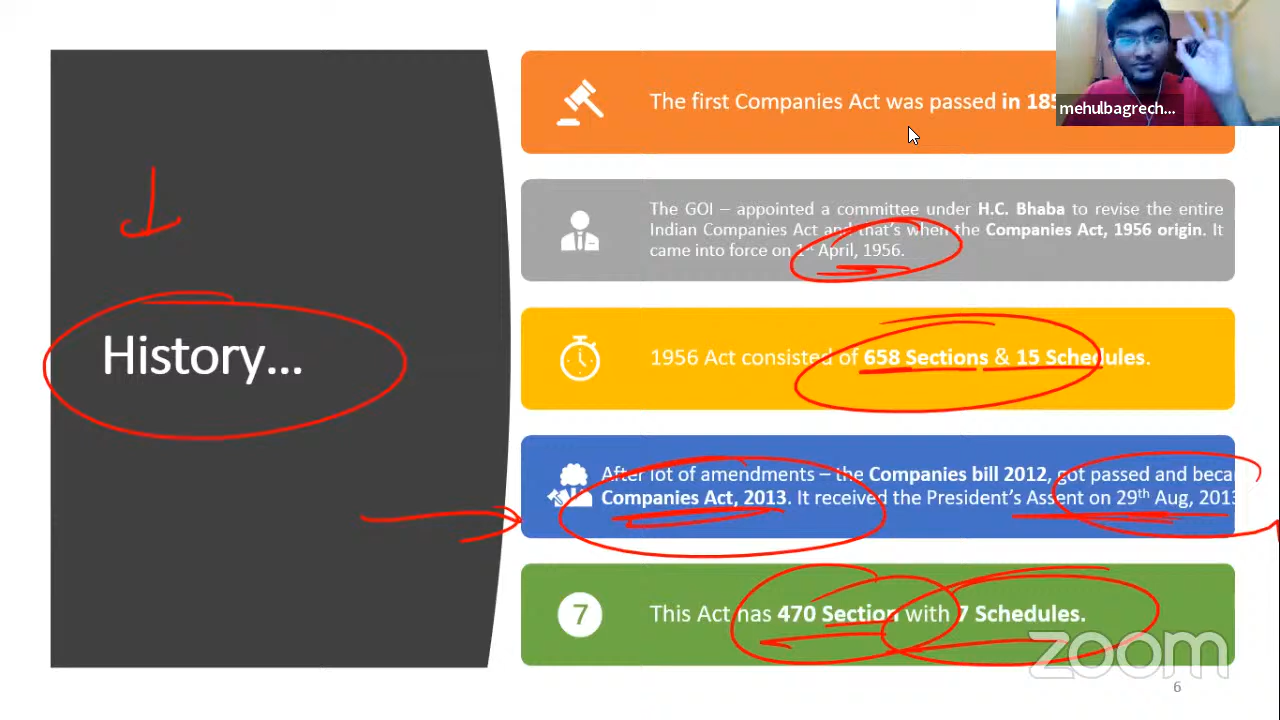 The first Companies Act was passed in 185
mehulbagrech...
The GOI – appointed a committee under H.C. Bhaba to revise the entire
Indian Companies Act and that's when the Companies Act, 1956 origin. It
came into force on 1st April, 1956.
History...
1956 Act consisted of 658 Sections & 15 Schedules.
After lot of amendments – the Companies bill 2012, got passed and becam
Companies Act, 2013. It received the President's Assent on 29th Aug, 2013
7
This Act has 470 Section with 7 Schedules.
zoom
6